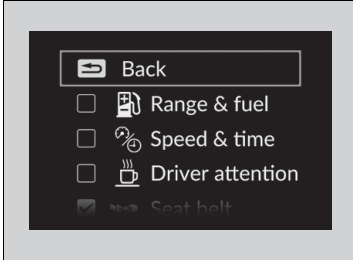 Back
Range & fuel
Speed & time
Driver attention
Seat belt